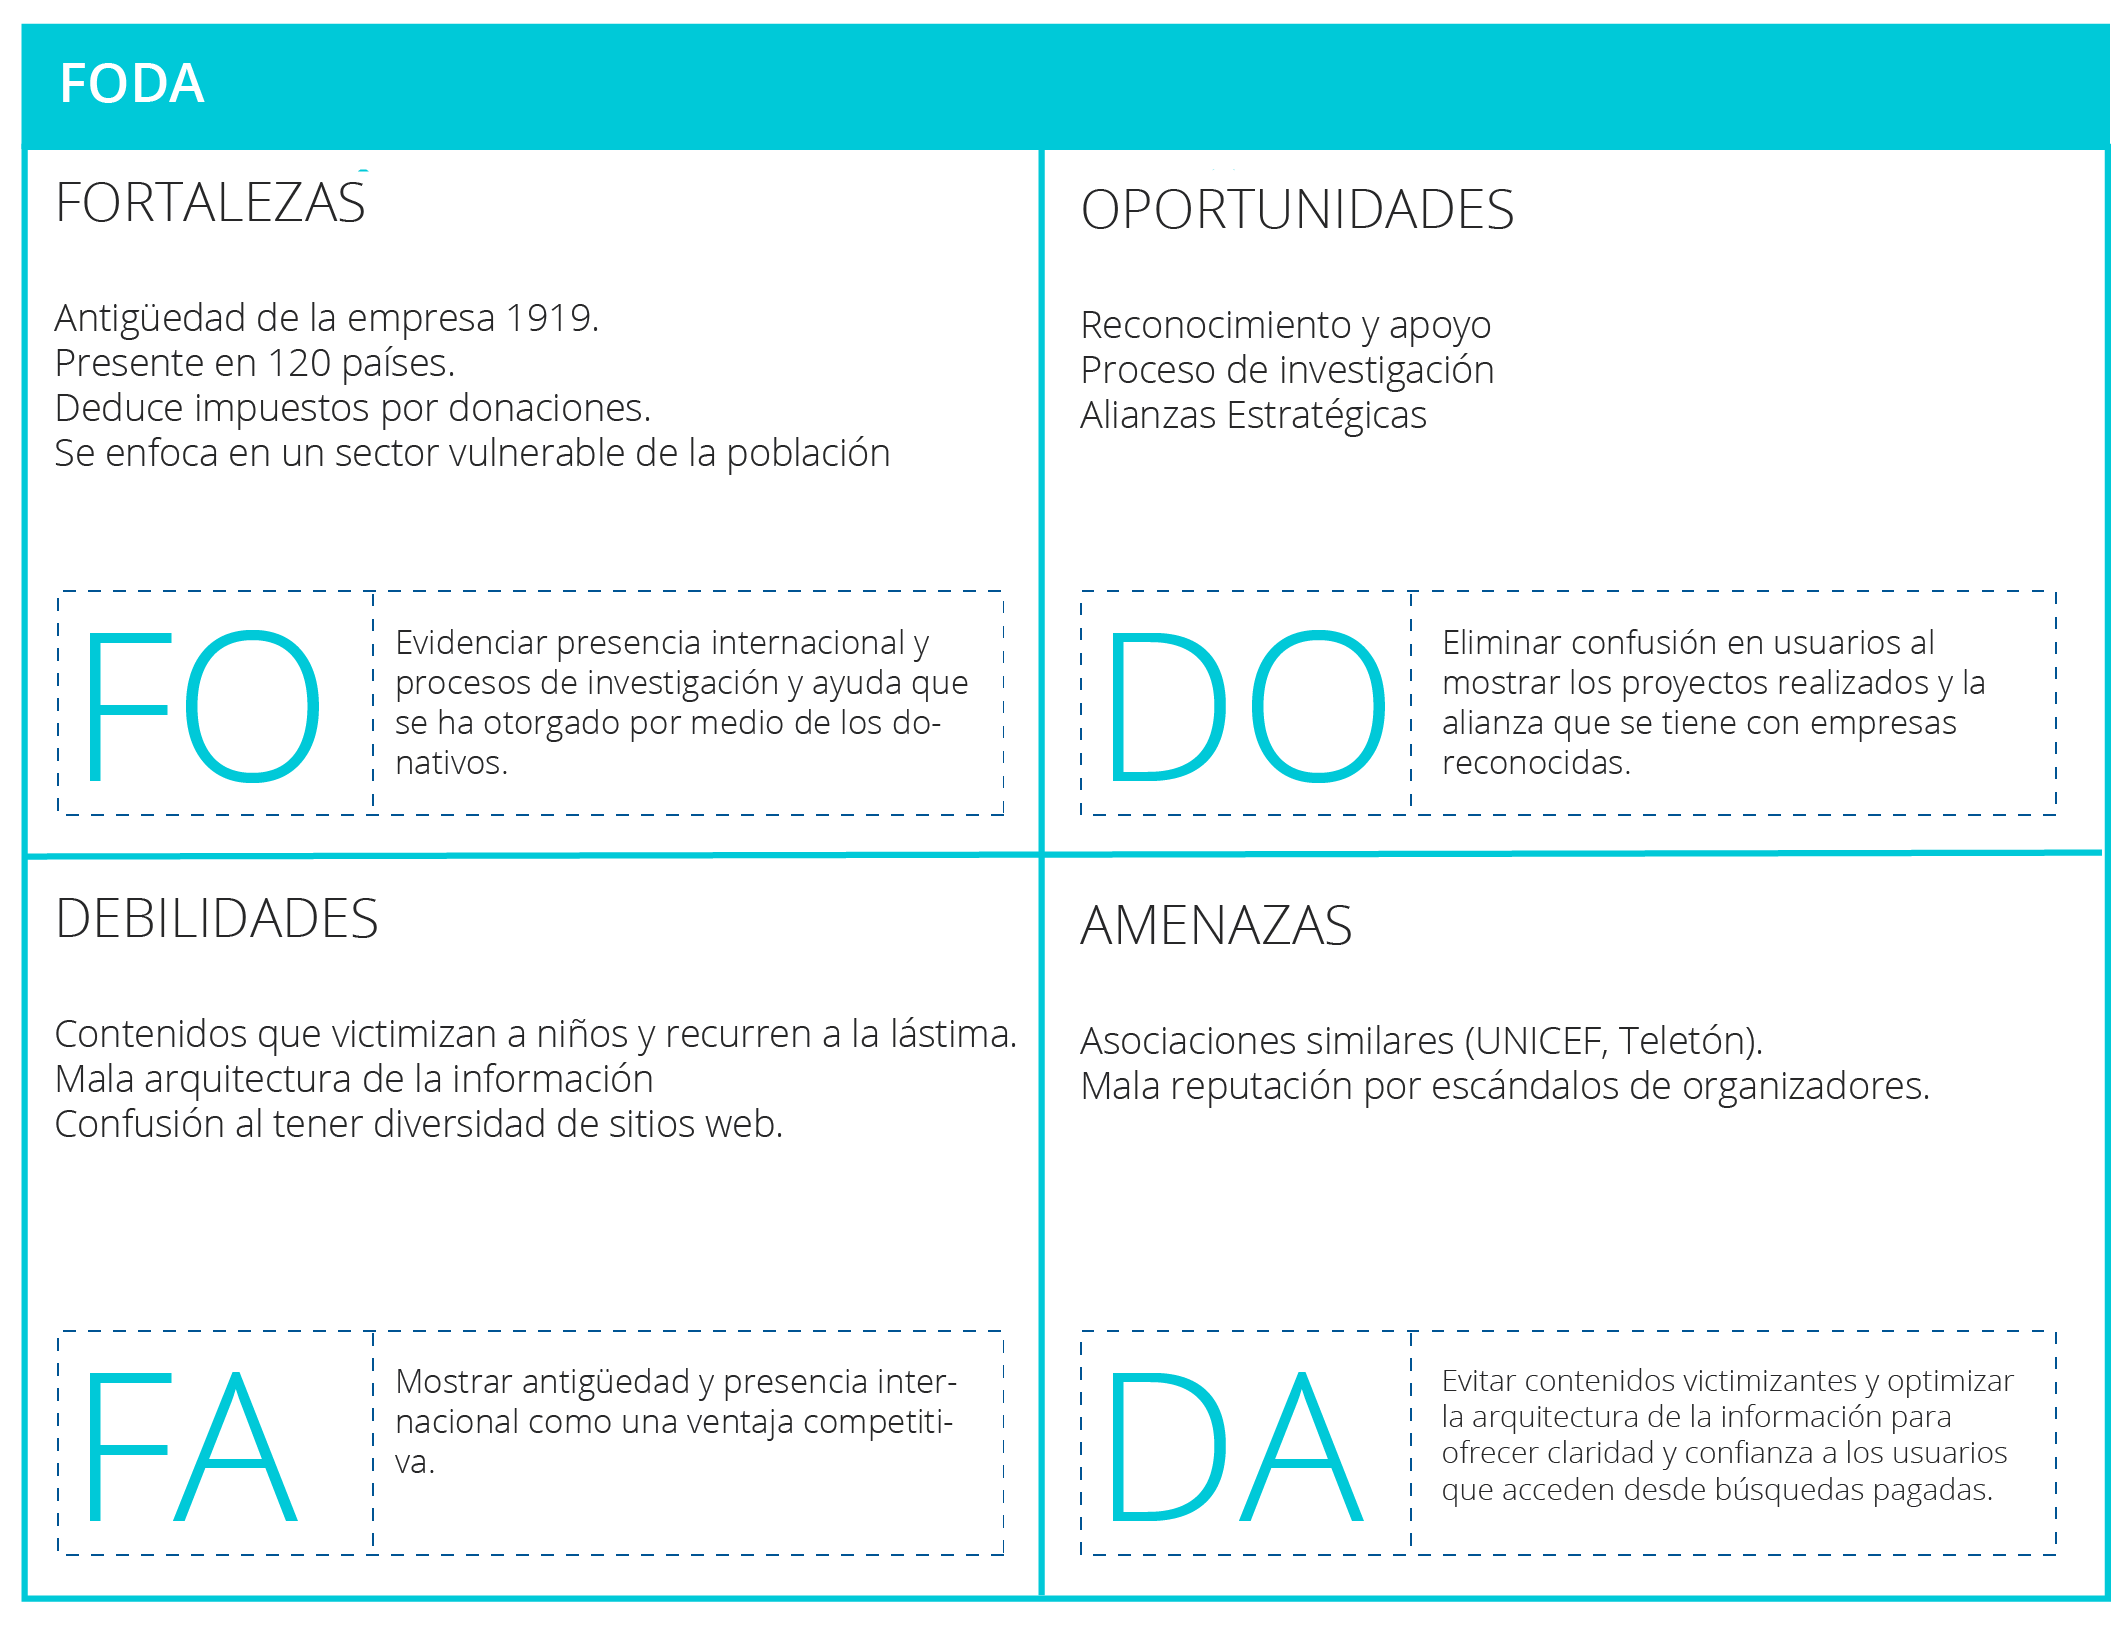 FODA
FORTALEZAS
Antigüedad de la empresa 1919.
Presente en 120 países.
Deduce impuestos por donaciones.
Se enfoca en un sector vulnerable de la población
FO
Evidenciar presencia internacional y
procesos de investigación y ayuda que
se ha otorgado por medio de los do-
nativos.
OPORTUNIDADES
Reconocimiento y apoyo
Proceso de investigación
Alianzas Estratégicas
DO
Eliminar confusión en usuarios al
mostrar los proyectos realizados y la
alianza que se tiene con empresas
reconocidas.
DEBILIDADES
Contenidos que victimizan a niños y recurren a la lástima.
Mala arquitectura de la información
Confusión al tener diversidad de sitios web.
FA
Mostrar antigüedad y presencia inter-
nacional como una ventaja competiti-
va.
AMENAZAS
Asociaciones similares (UNICEF, Teletón).
Mala reputación por escándalos de organizadores.
DA
Evitar contenidos victimizantes y optimizar
la arquitectura de la información para
ofrecer claridad y confianza a los usuarios
que acceden desde búsquedas pagadas.